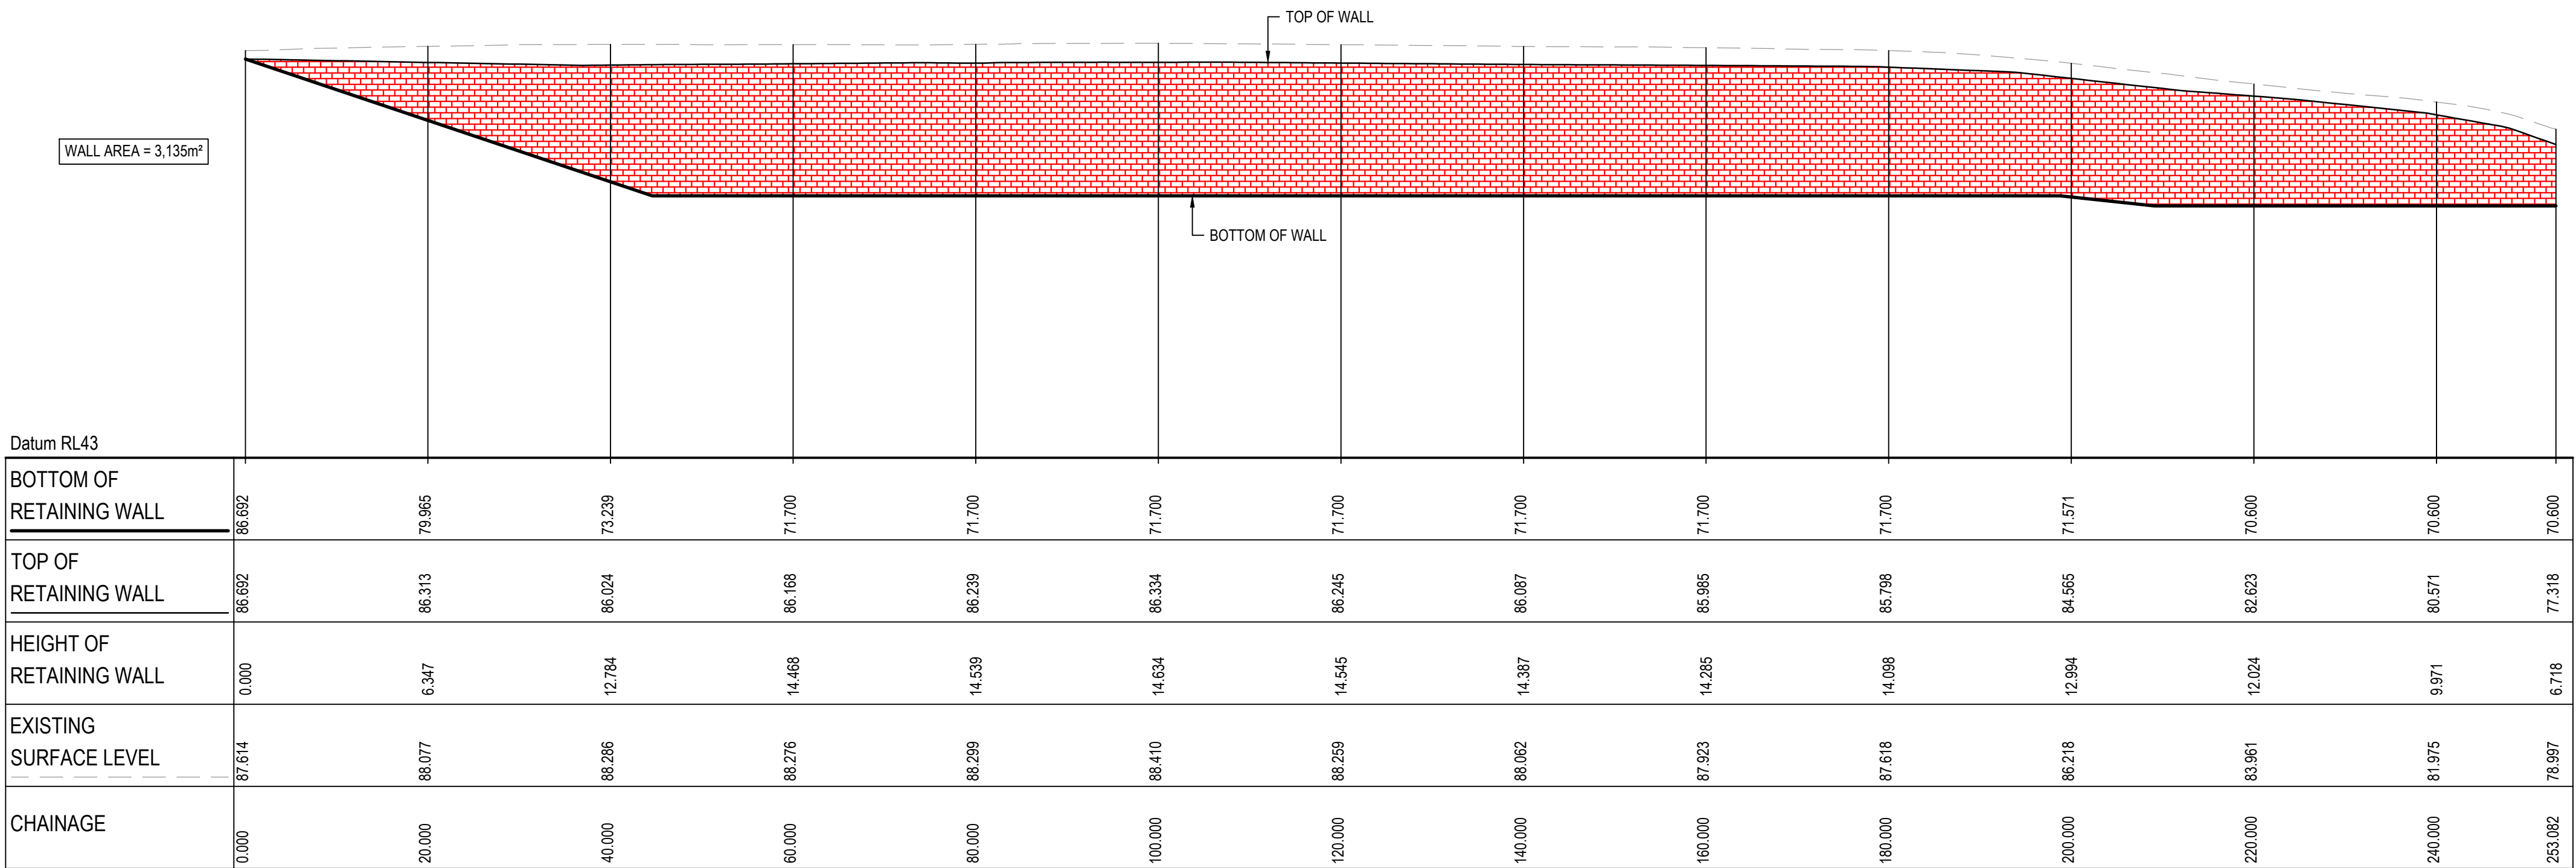 TOP OF WALL
WALL AREA = 3,135m²
BOTTOM OF WALL
Datum RL43
BOTTOM OF
RETAINING WALL
86.692 79.965 73.239 71.700 71.700 71.700 71.700 71.700 71.700 71.700 71.571 70.600 70.600 70.600
TOP OF
RETAINING WALL
86.692 86.313 86.024 86.168 86.239 86.334 86.245 86.087 85.985 85.798 84.565 82.623 80.571 77.318
HEIGHT OF
RETAINING WALL
0.000 6.347 12.784 14.468 14.539 14.634 14.545 14.387 14.285 14.098 12.994 12.024 9.971 6.718
EXISTING
SURFACE LEVEL
87.614 88.077 88.286 88.276 88.299 88.410 88.259 88.062 87.923 87.618 86.218 83.961 81.975 78.997
CHAINAGE
0.000 20.000 40.000 60.000 80.000 100.000 120.000 140.000 160.000 180.000 200.000 220.000 240.000 253.082